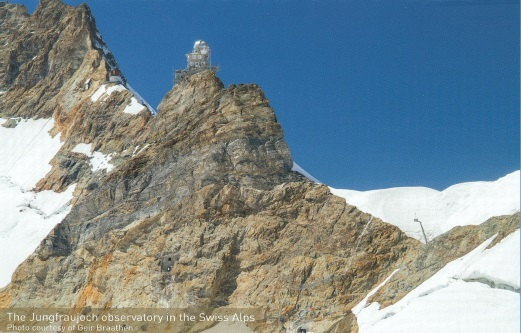 The Jungfraujoch observatory in the Swiss Alps
Photo courtesy of Geir Braathen